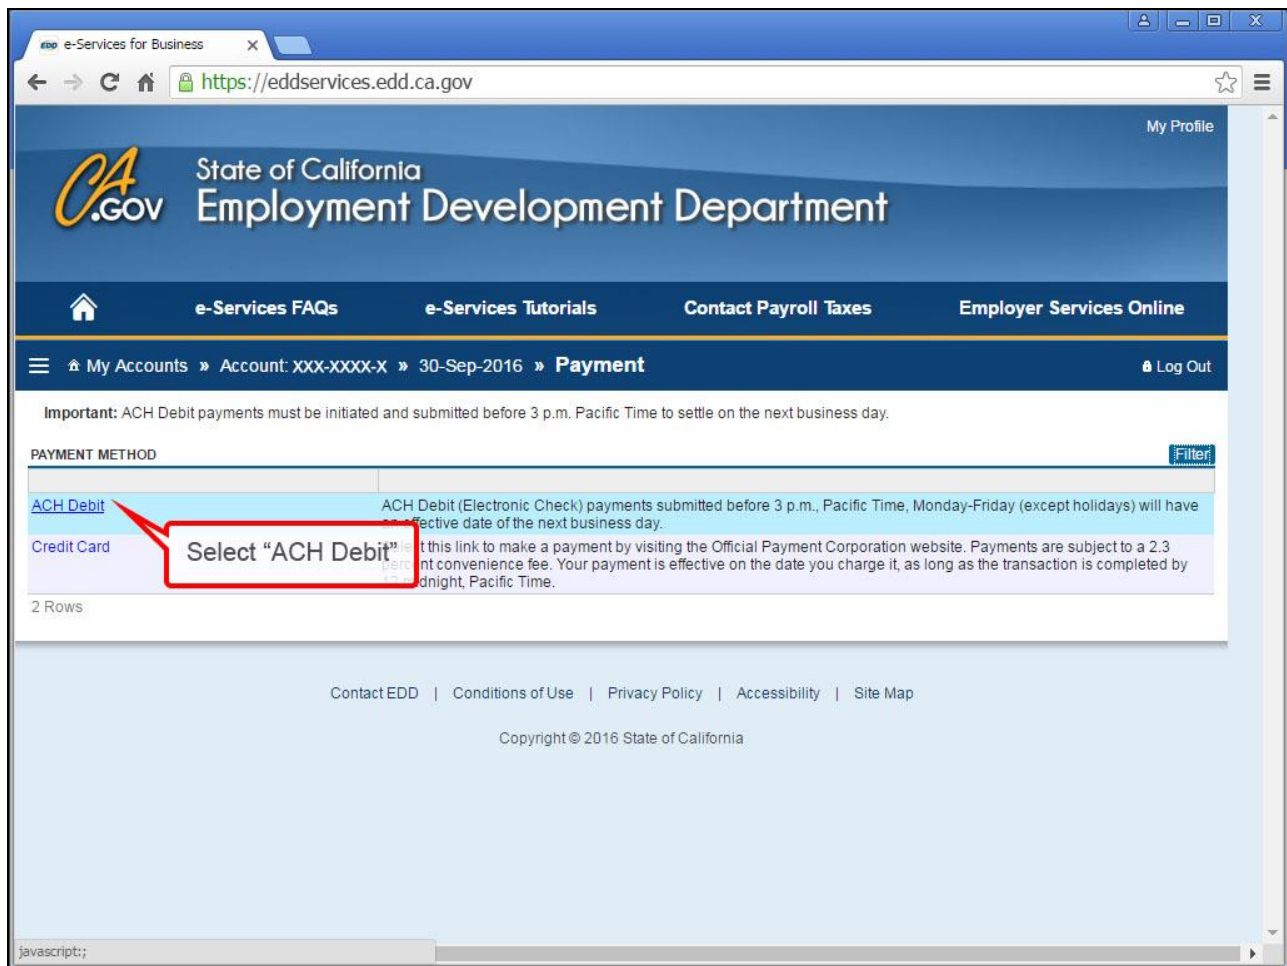 e-Services for Business
https://eddservices.edd.ca.gov
My Profile
CA.GOV
State of California
Employment Development Department
e-Services FAQs e-Services Tutorials Contact Payroll Taxes Employer Services Online
My Accounts » Account: XXX-XXXX-X » 30-Sep-2016 » Payment Log Out
Important: ACH Debit payments must be initiated and submitted before 3 p.m. Pacific Time to settle on the next business day.
PAYMENT METHOD Filter
ACH Debit ACH Debit (Electronic Check) payments submitted before 3 p.m., Pacific Time, Monday-Friday (except holidays) will have
an effective date of the next business day.
Credit Card Select this link to make a payment by visiting the Official Payment Corporation website. Payments are subject to a 2.3
percent convenience fee. Your payment is effective on the date you charge it, as long as the transaction is completed by
12 midnight, Pacific Time.
Select “ACH Debit”
2 Rows
Contact EDD | Conditions of Use | Privacy Policy | Accessibility | Site Map
Copyright © 2016 State of California
javascript:;